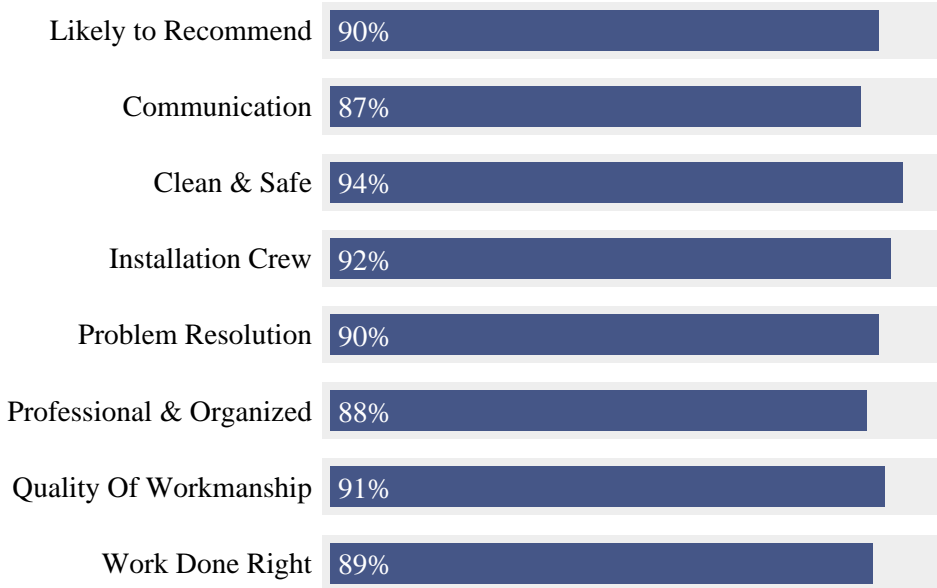 Likely to Recommend 90%
Communication 87%
Clean & Safe 94%
Installation Crew 92%
Problem Resolution 90%
Professional & Organized 88%
Quality Of Workmanship 91%
Work Done Right 89%